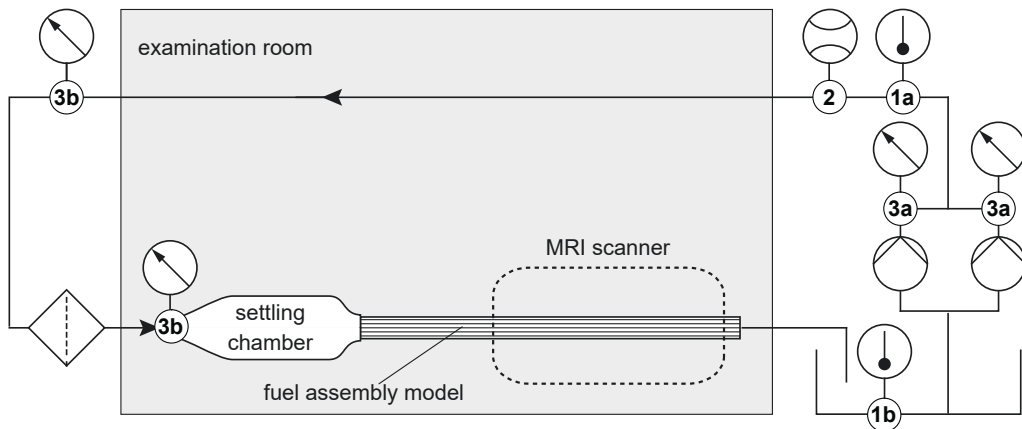 examination room
3b
2
1a
3a
3a
MRI scanner
3b
settling
chamber
fuel assembly model
1b